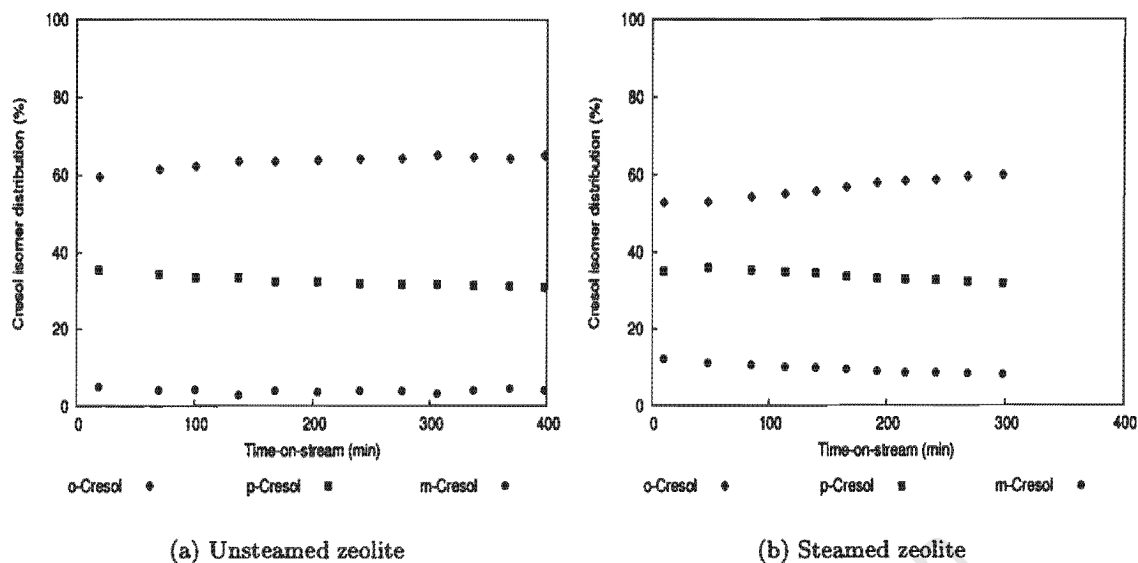 100
80
60
40
20
0
Cresol isomer distribution (%)
0 100 200 300 400
Time-on-stream (min)
o-Cresol p-Cresol m-Cresol
(a) Unsteamed zeolite
100
80
60
40
20
0
Cresol isomer distribution (%)
0 100 200 300 400
Time-on-stream (min)
o-Cresol p-Cresol m-Cresol
(b) Steamed zeolite